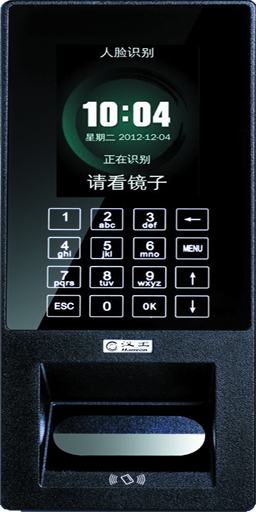 人脸识别
10:04
星期二 2012-12-04
正在识别
请看镜子
1 2 3 ←
abc def
4 5 6 MENU
ghi jkl mno
7 8 9 ↑
pqrs tuv wxyz
ESC 0 OK ↓
汉王
Hanvon